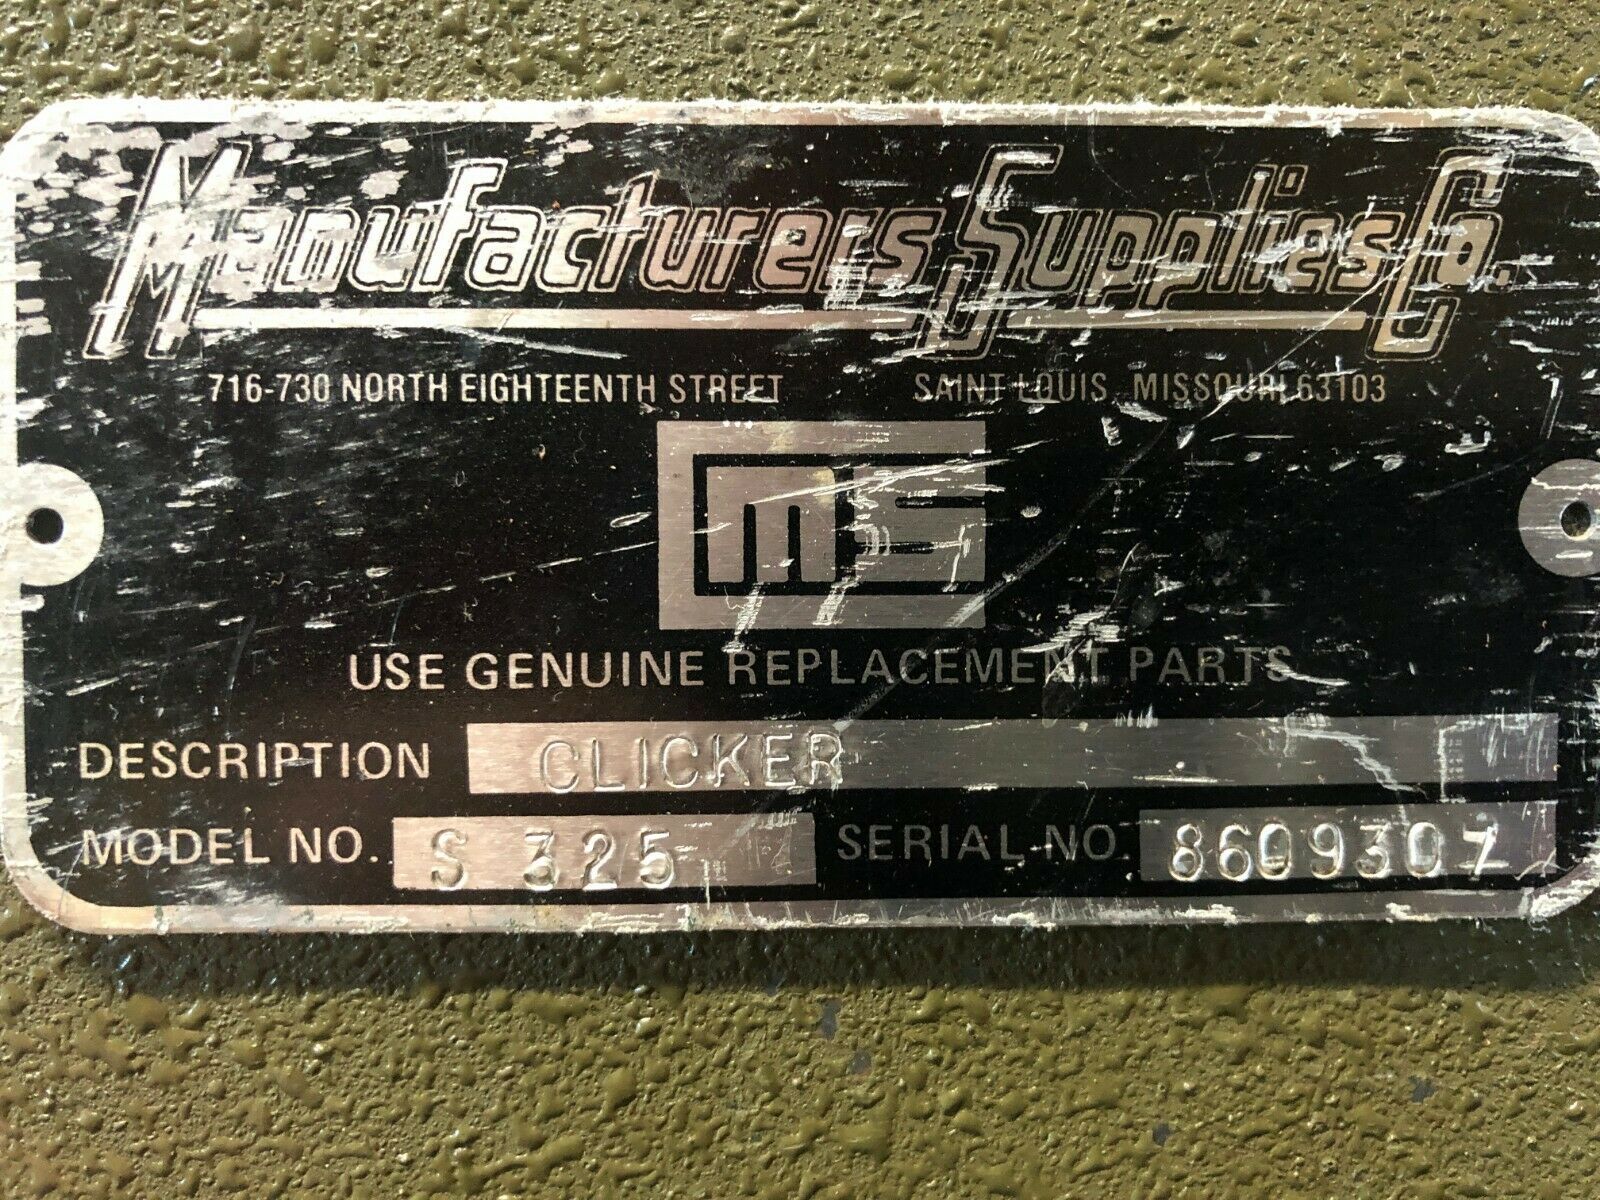 Manufacturers Supplies Co.
716-730 NORTH EIGHTEENTH STREET SAINT LOUIS, MISSOURI 63103
MS
USE GENUINE REPLACEMENT PARTS
DESCRIPTION CLICKER
MODEL NO. S 325 SERIAL NO. 8609307